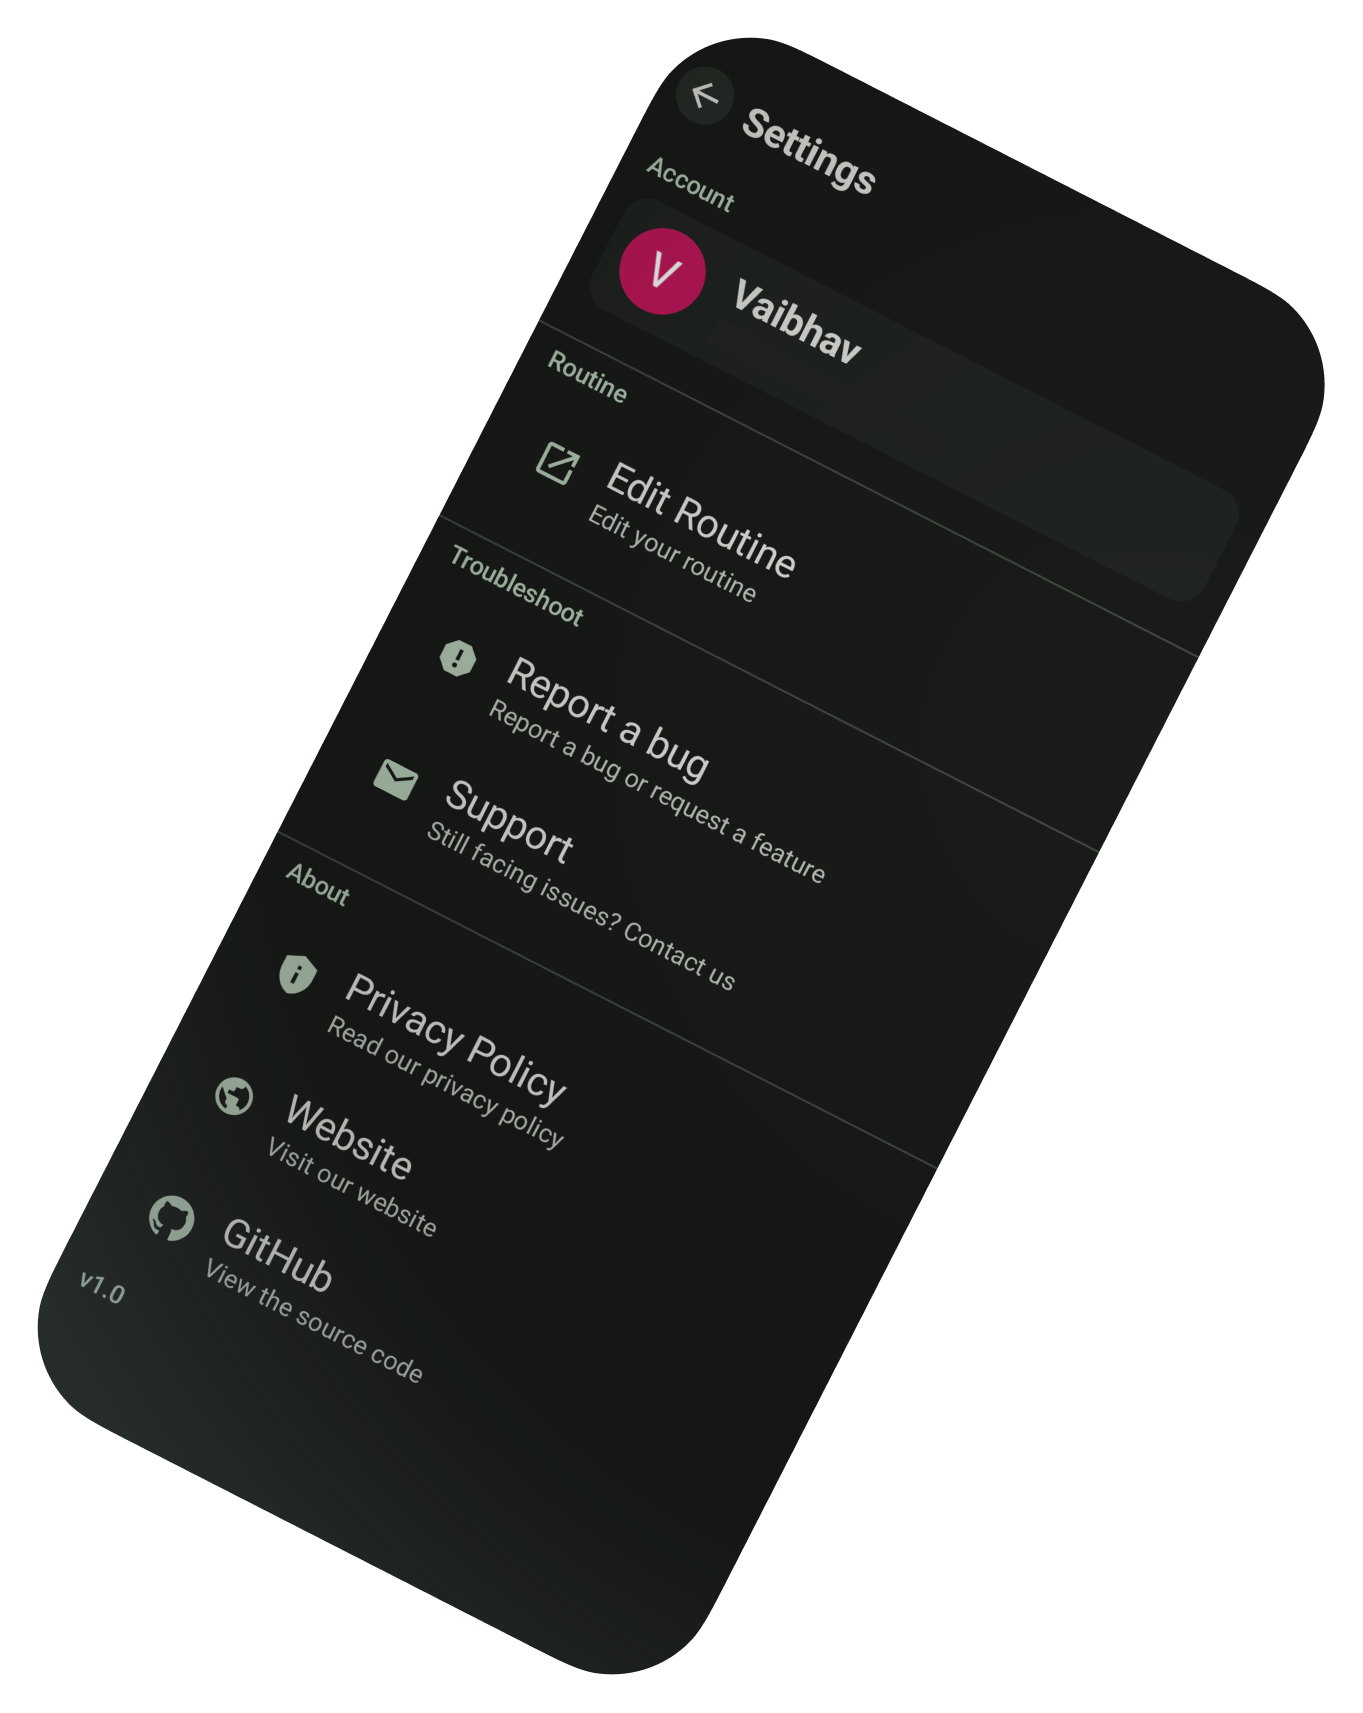 Settings
Account
V
Vaibhav
Routine
Edit Routine
Edit your routine
Troubleshoot
Report a bug
Report a bug or request a feature
Support
Still facing issues? Contact us
About
Privacy Policy
Read our privacy policy
Website
Visit our website
GitHub
View the source code
v1.0